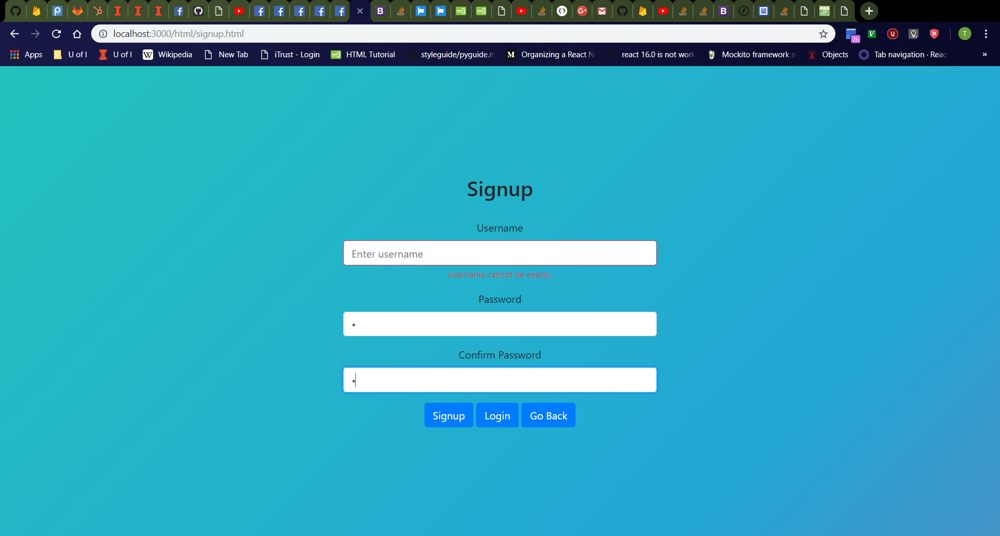 localhost:3000/html/signup.html
7h
T
Apps
U of I
U of I
Wikipedia
New Tab
iTrust - Login
HTML Tutorial
styleguide/pyguide.m
Organizing a React N
react 16.0 is not work
Mockito framework si
Objects
Tab navigation · Reac
»
Signup
Username
Enter username
Username cannot be empty.
Password
•
Confirm Password
•
Signup
Login
Go Back